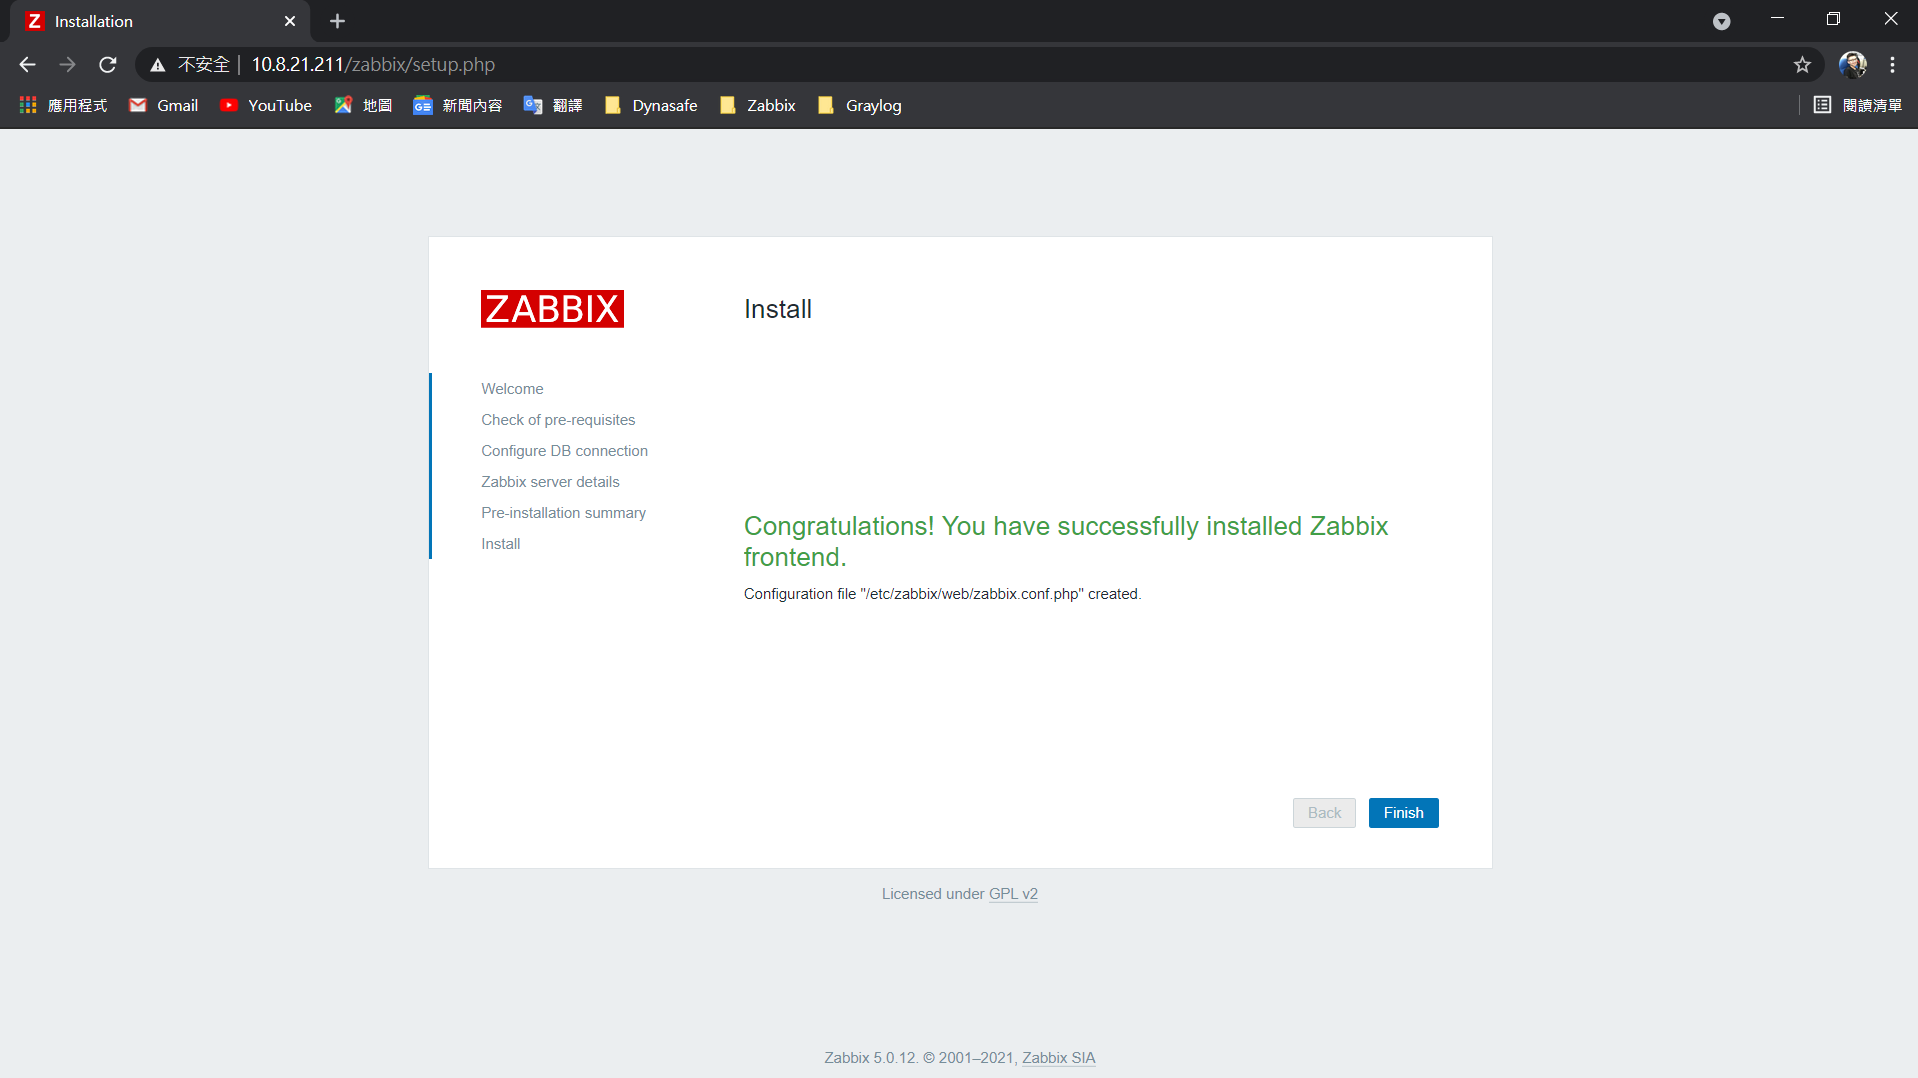 Z Installation
不安全 10.8.21.211/zabbix/setup.php
應用程式 Gmail YouTube 地圖 新聞內容 翻譯 Dynasafe Zabbix Graylog 閱讀清單
ZABBIX
Install
Welcome
Check of pre-requisites
Configure DB connection
Zabbix server details
Pre-installation summary
Install
Congratulations! You have successfully installed Zabbix
frontend.
Configuration file "/etc/zabbix/web/zabbix.conf.php" created.
Back Finish
Licensed under GPL v2
Zabbix 5.0.12. © 2001–2021, Zabbix SIA